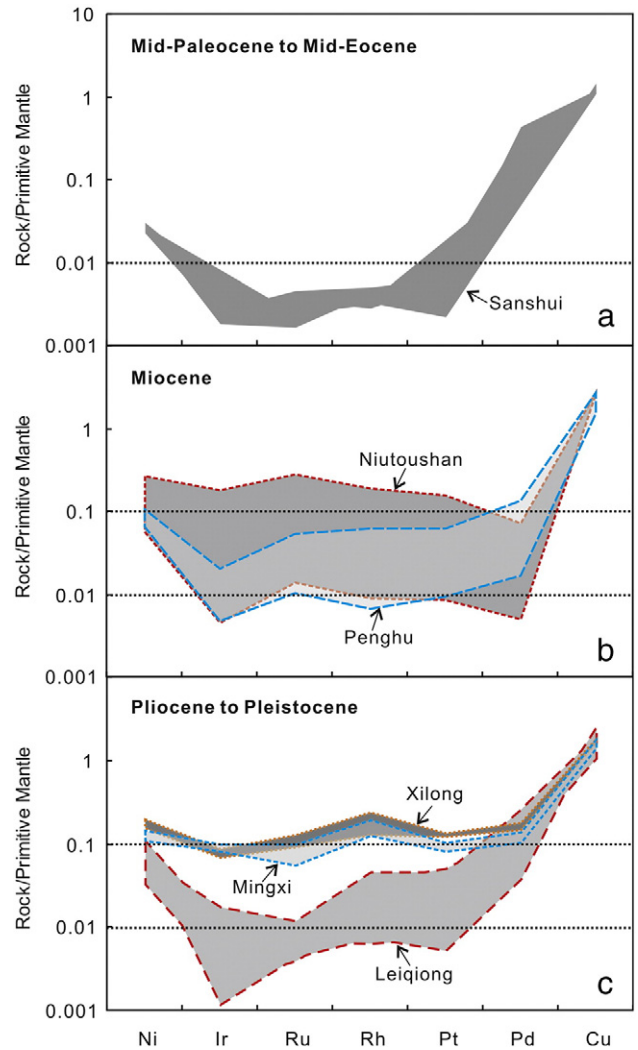 10
Mid-Paleocene to Mid-Eocene
1
Rock/Primitive Mantle
0.1
0.01
Sanshui
a
0.001
Miocene
1
Niutoushan
Rock/Primitive Mantle
0.1
0.01
Penghu
b
0.001
Pliocene to Pleistocene
1
Xilong
Rock/Primitive Mantle
0.1
Mingxi
0.01
Leiqiong
c
0.001
Ni Ir Ru Rh Pt Pd Cu